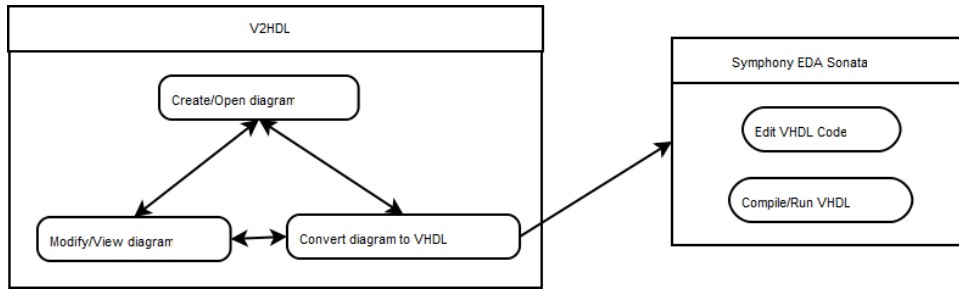 V2HDL
Symphony EDA Sonata
Create/Open diagram
Edit VHDL Code
Compile/Run VHDL
Modify/View diagram
Convert diagram to VHDL